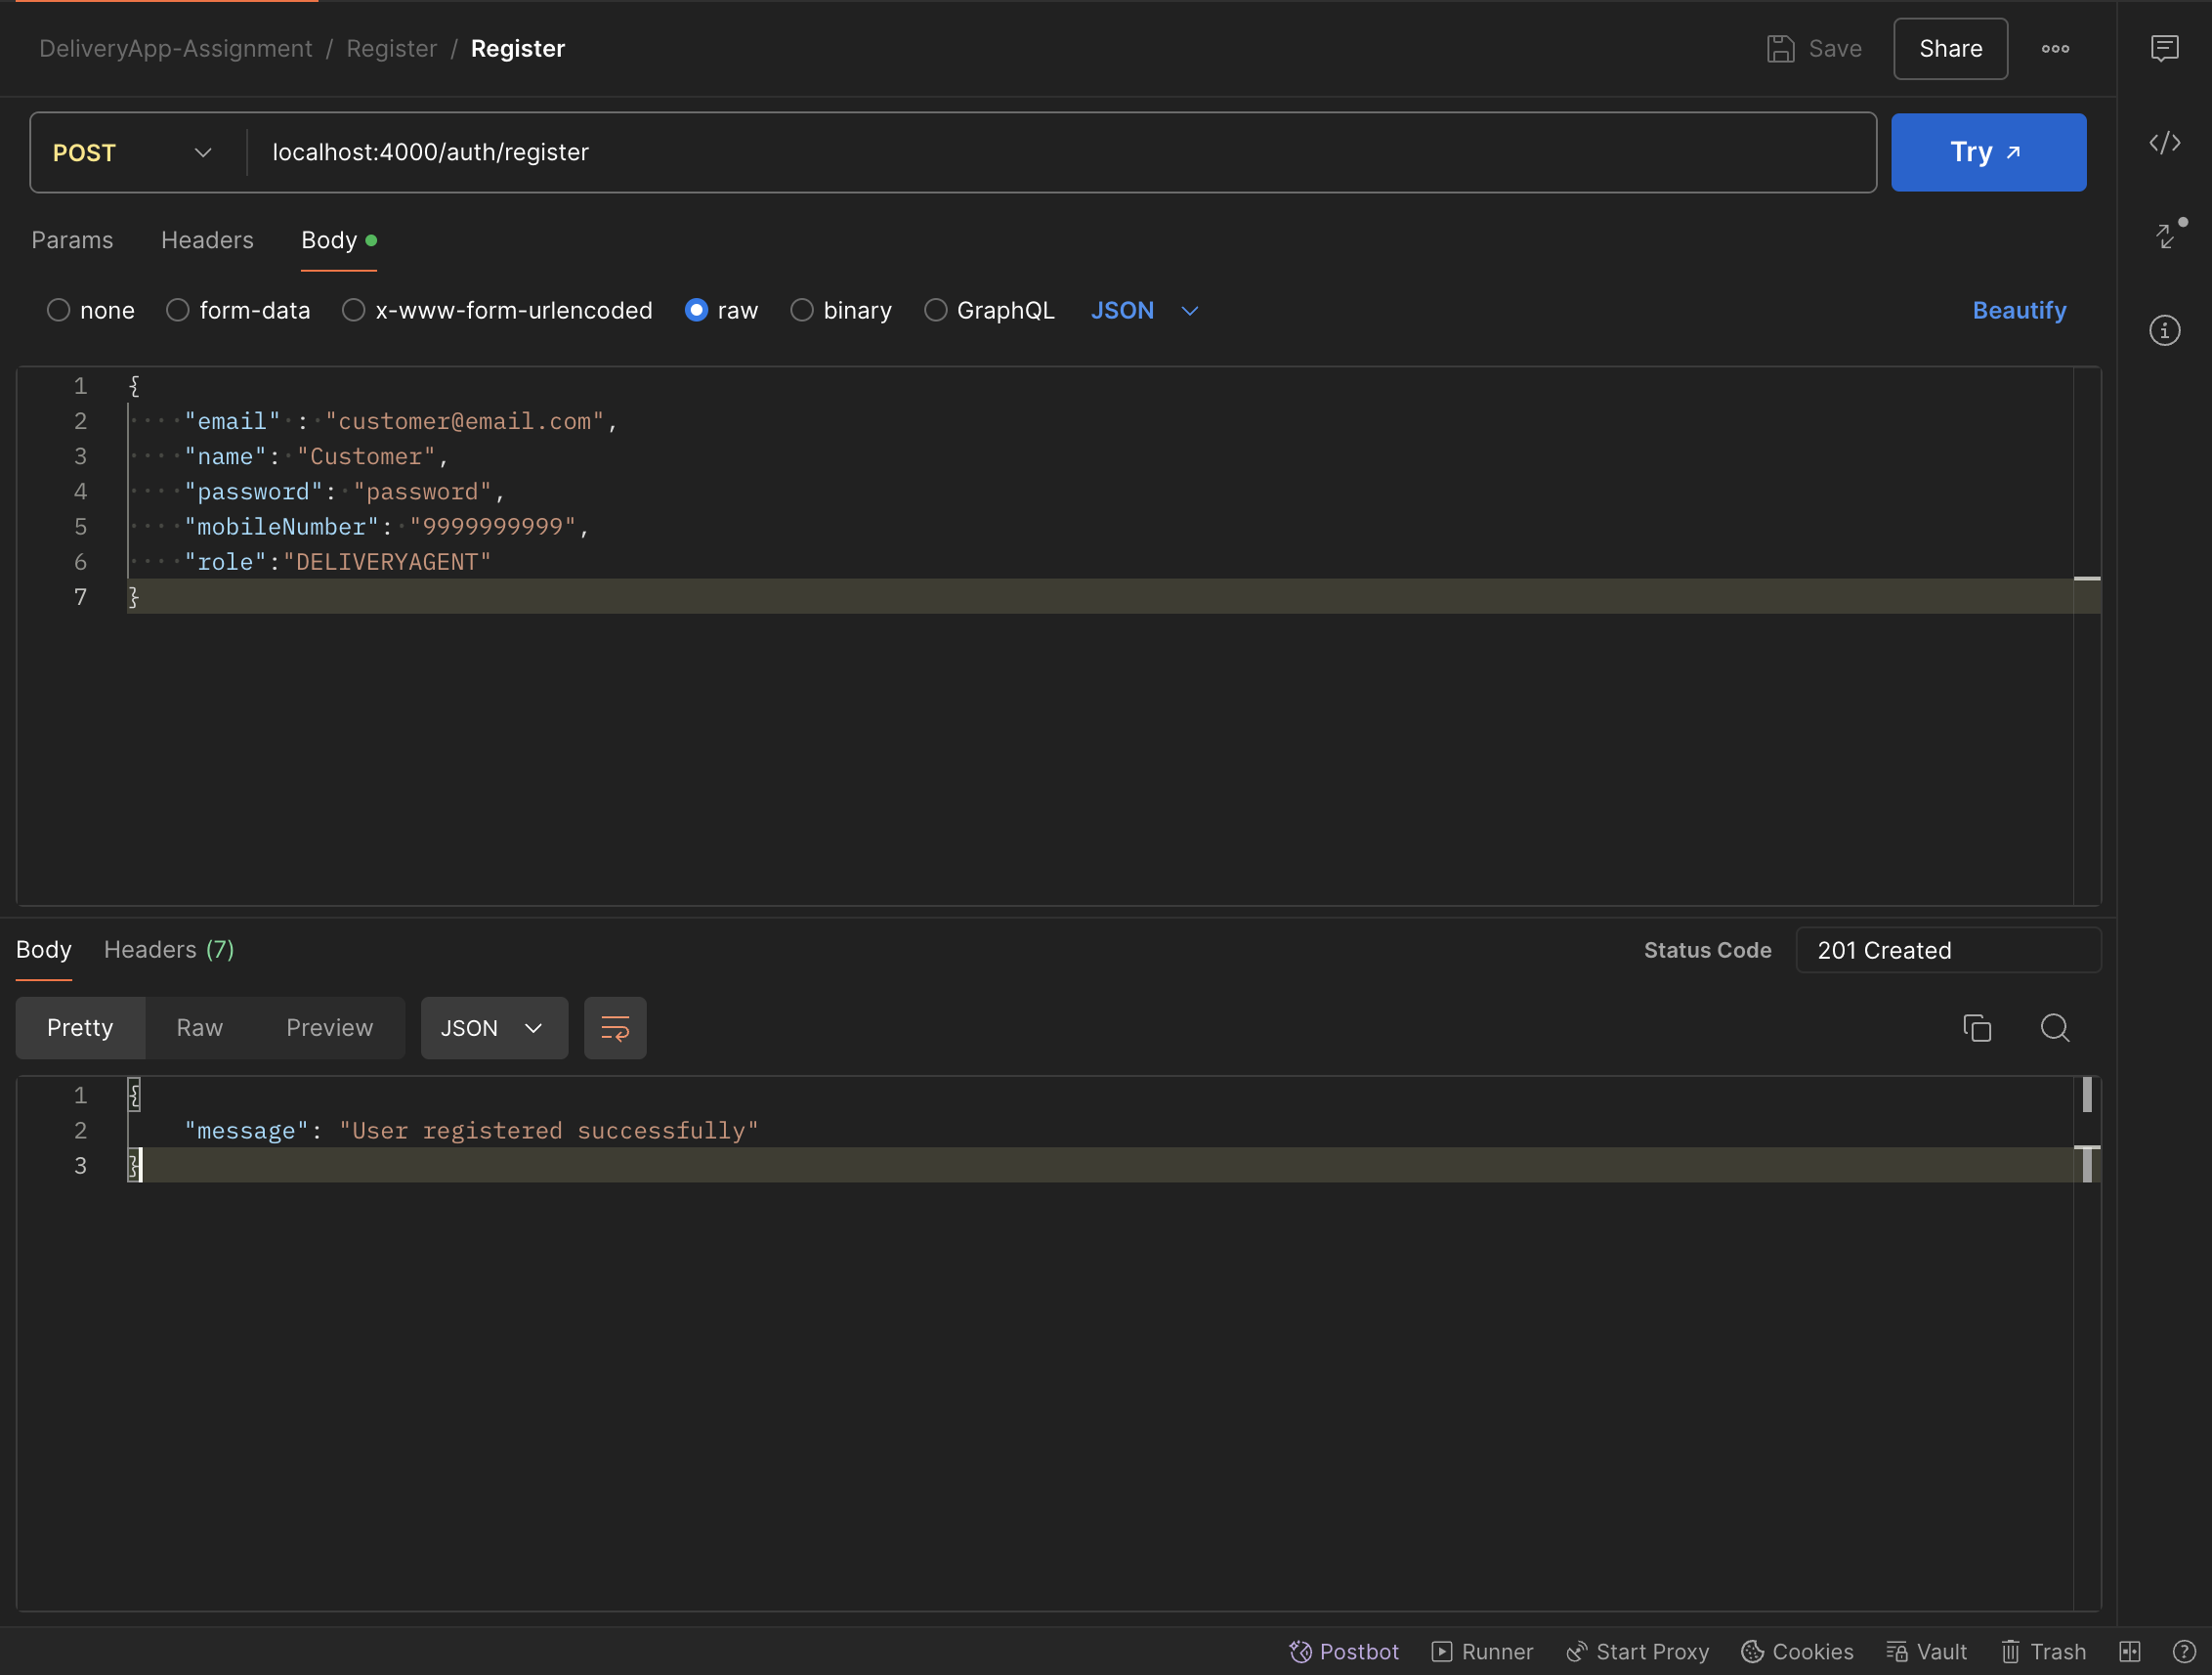 DeliveryApp-Assignment / Register / Register
Save
Share
POST
localhost:4000/auth/register
Try
Params Headers Body
none form-data x-www-form-urlencoded raw binary GraphQL JSON
Beautify
1 {
2 "email" : "customer@email.com",
3 "name": "Customer",
4 "password": "password",
5 "mobileNumber": "9999999999",
6 "role":"DELIVERYAGENT"
7 }
Body Headers (7)
Status Code 201 Created
Pretty Raw Preview JSON
1 {
2 "message": "User registered successfully"
3 }
Postbot Runner Start Proxy Cookies Vault Trash